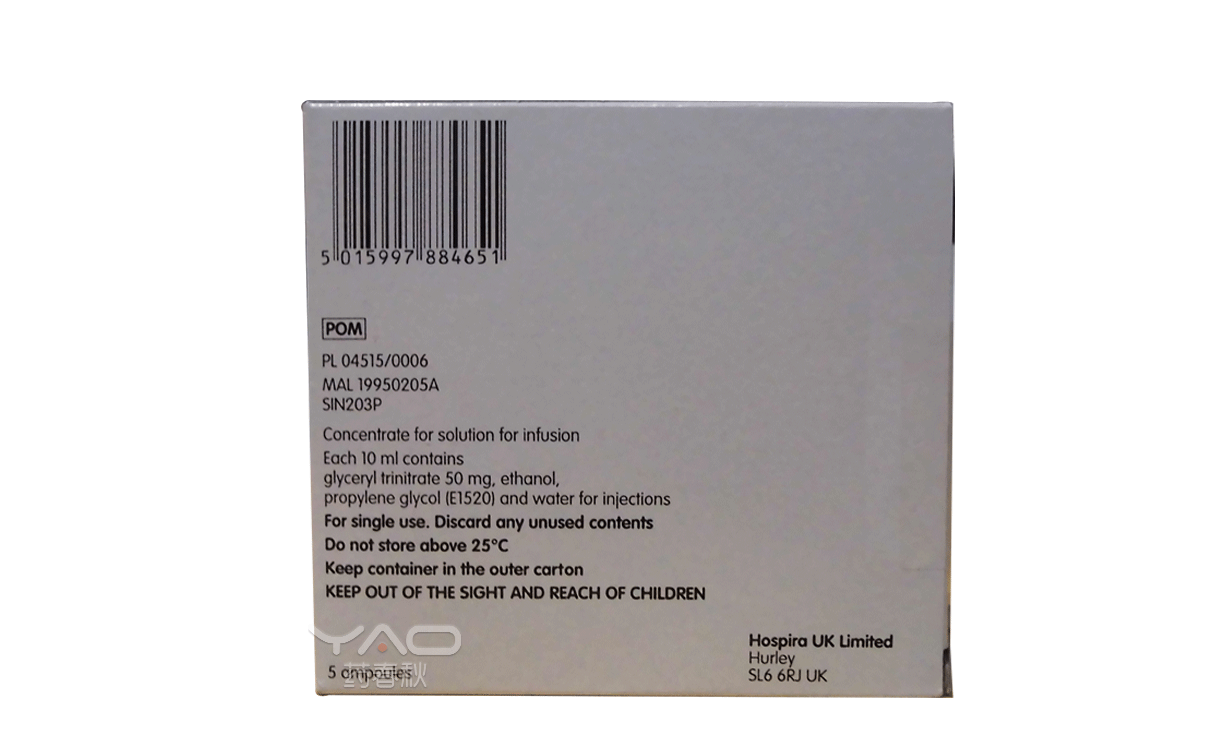 5 015997 884651
POM
PL 04515/0006
MAL 19950205A
SIN203P
Concentrate for solution for infusion
Each 10 ml contains
glyceryl trinitrate 50 mg, ethanol,
propylene glycol (E1520) and water for injections
For single use. Discard any unused contents
Do not store above 25°C
Keep container in the outer carton
KEEP OUT OF THE SIGHT AND REACH OF CHILDREN
YAO
药春秋
5 ampoules
Hospira UK Limited
Hurley
SL6 6RJ UK